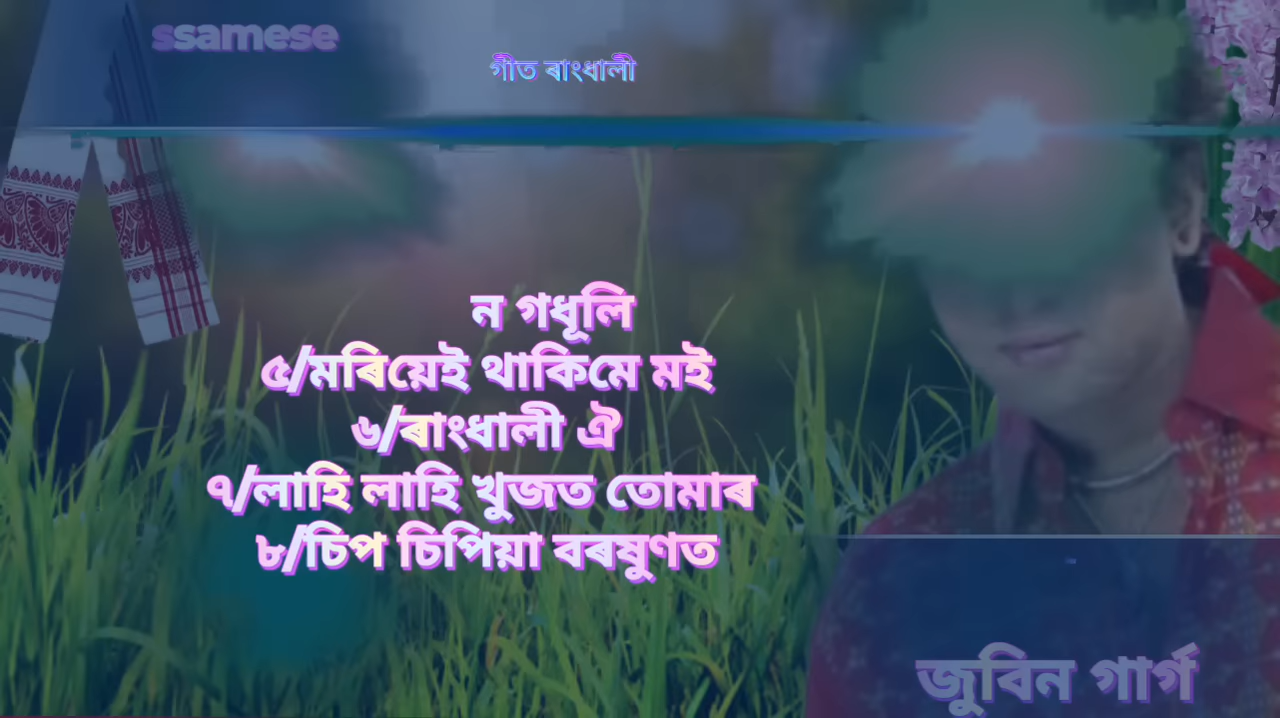 ssamese
গীত ৰাংধালী
ন গধূলি
৫/মৰিয়েই থাকিমে মই
৬/ৰাংধালী ঐ
৭/লাহি লাহি খুজত তোমাৰ
৮/চিপ চিপিয়া বৰষুণত
জুবিন গাৰ্গ